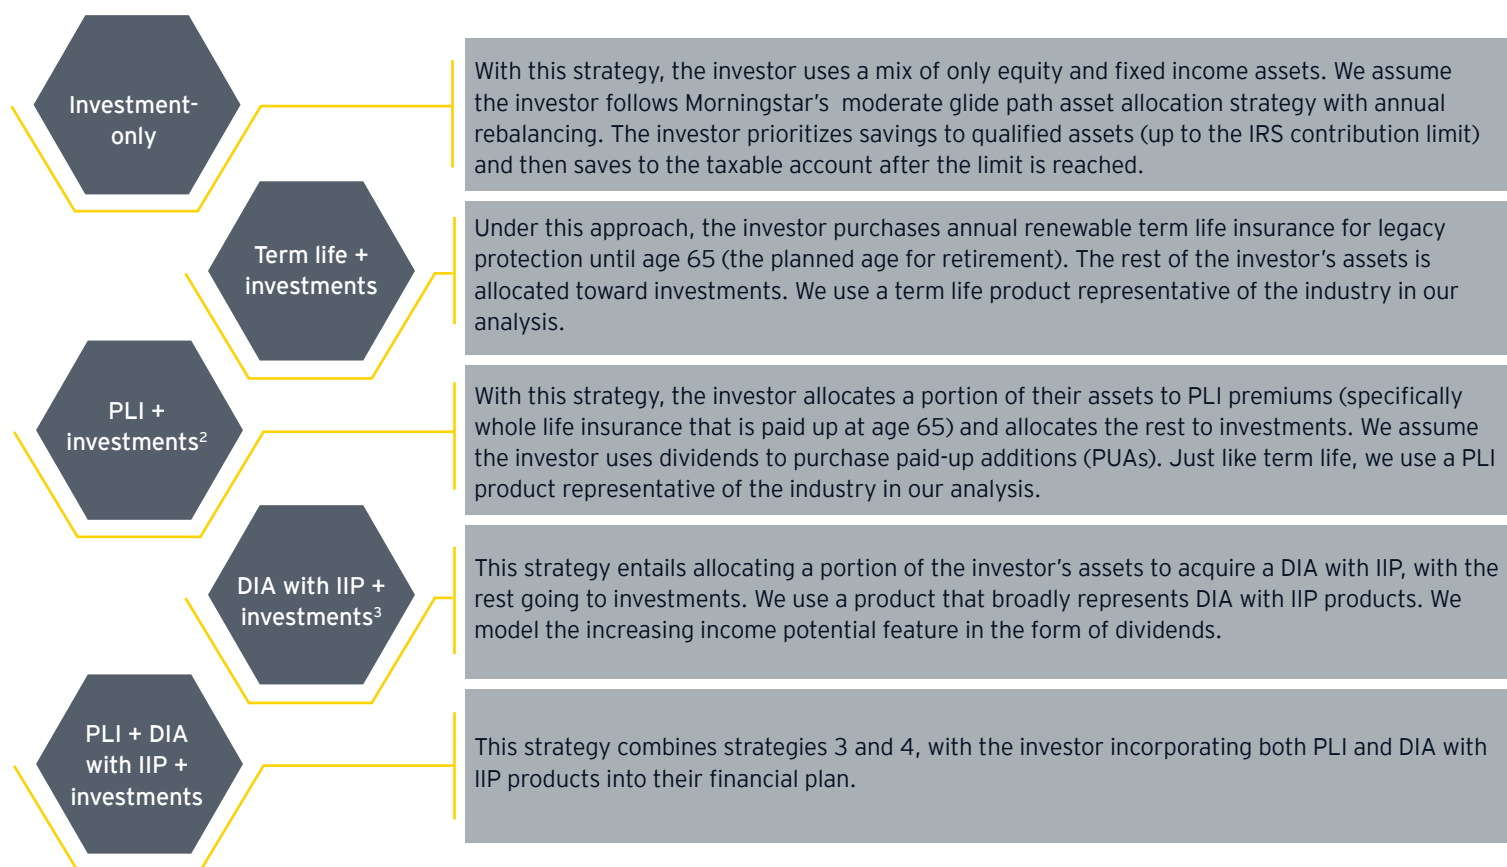 Investment-
only
With this strategy, the investor uses a mix of only equity and fixed income assets. We assume
the investor follows Morningstar’s  moderate glide path asset allocation strategy with annual
rebalancing. The investor prioritizes savings to qualified assets (up to the IRS contribution limit)
and then saves to the taxable account after the limit is reached.
Term life +
investments
Under this approach, the investor purchases annual renewable term life insurance for legacy
protection until age 65 (the planned age for retirement). The rest of the investor’s assets is
allocated toward investments. We use a term life product representative of the industry in our
analysis.
PLI +
investments²
With this strategy, the investor allocates a portion of their assets to PLI premiums (specifically
whole life insurance that is paid up at age 65) and allocates the rest to investments. We assume
the investor uses dividends to purchase paid-up additions (PUAs). Just like term life, we use a PLI
product representative of the industry in our analysis.
DIA with IIP +
investments³
This strategy entails allocating a portion of the investor’s assets to acquire a DIA with IIP, with the
rest going to investments. We use a product that broadly represents DIA with IIP products. We
model the increasing income potential feature in the form of dividends.
PLI + DIA
with IIP +
investments
This strategy combines strategies 3 and 4, with the investor incorporating both PLI and DIA with
IIP products into their financial plan.